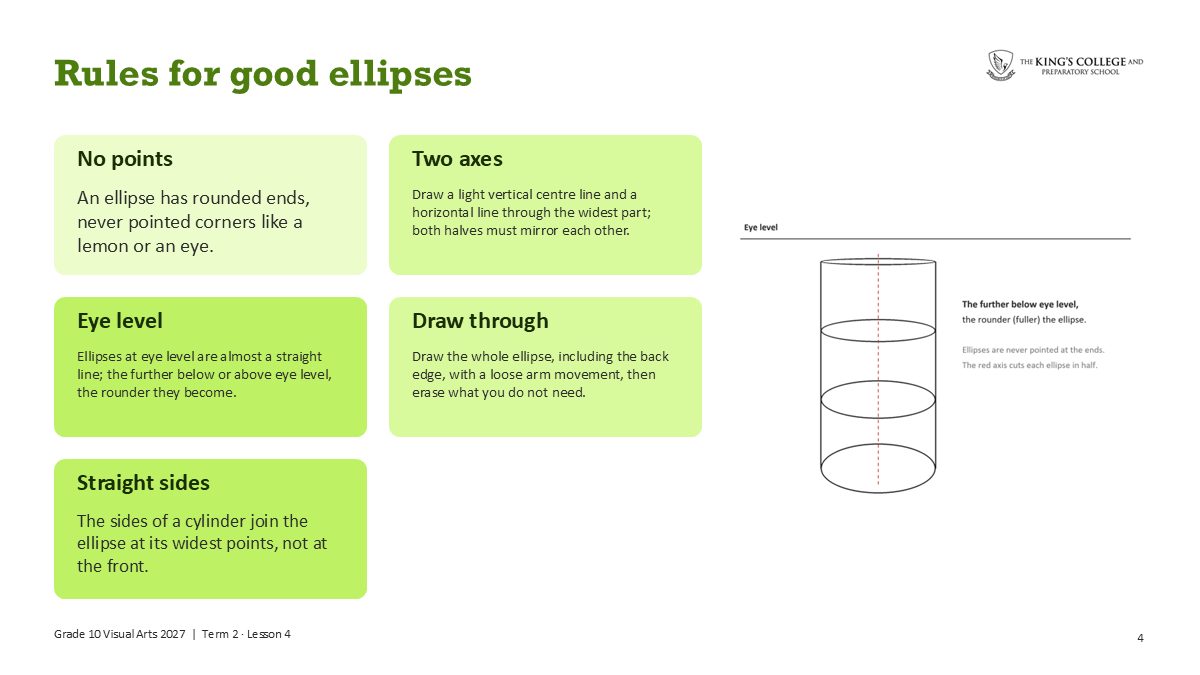 Rules for good ellipses
THE KING'S COLLEGE AND
PREPARATORY SCHOOL
No points
An ellipse has rounded ends,
never pointed corners like a
lemon or an eye.
Two axes
Draw a light vertical centre line and a
horizontal line through the widest part;
both halves must mirror each other.
Eye level
Ellipses at eye level are almost a straight
line; the further below or above eye level,
the rounder they become.
Draw through
Draw the whole ellipse, including the back
edge, with a loose arm movement, then
erase what you do not need.
Straight sides
The sides of a cylinder join the
ellipse at its widest points, not at
the front.
Eye level
The further below eye level,
the rounder (fuller) the ellipse.
Ellipses are never pointed at the ends.
The red axis cuts each ellipse in half.
Grade 10 Visual Arts 2027 | Term 2 · Lesson 4
4